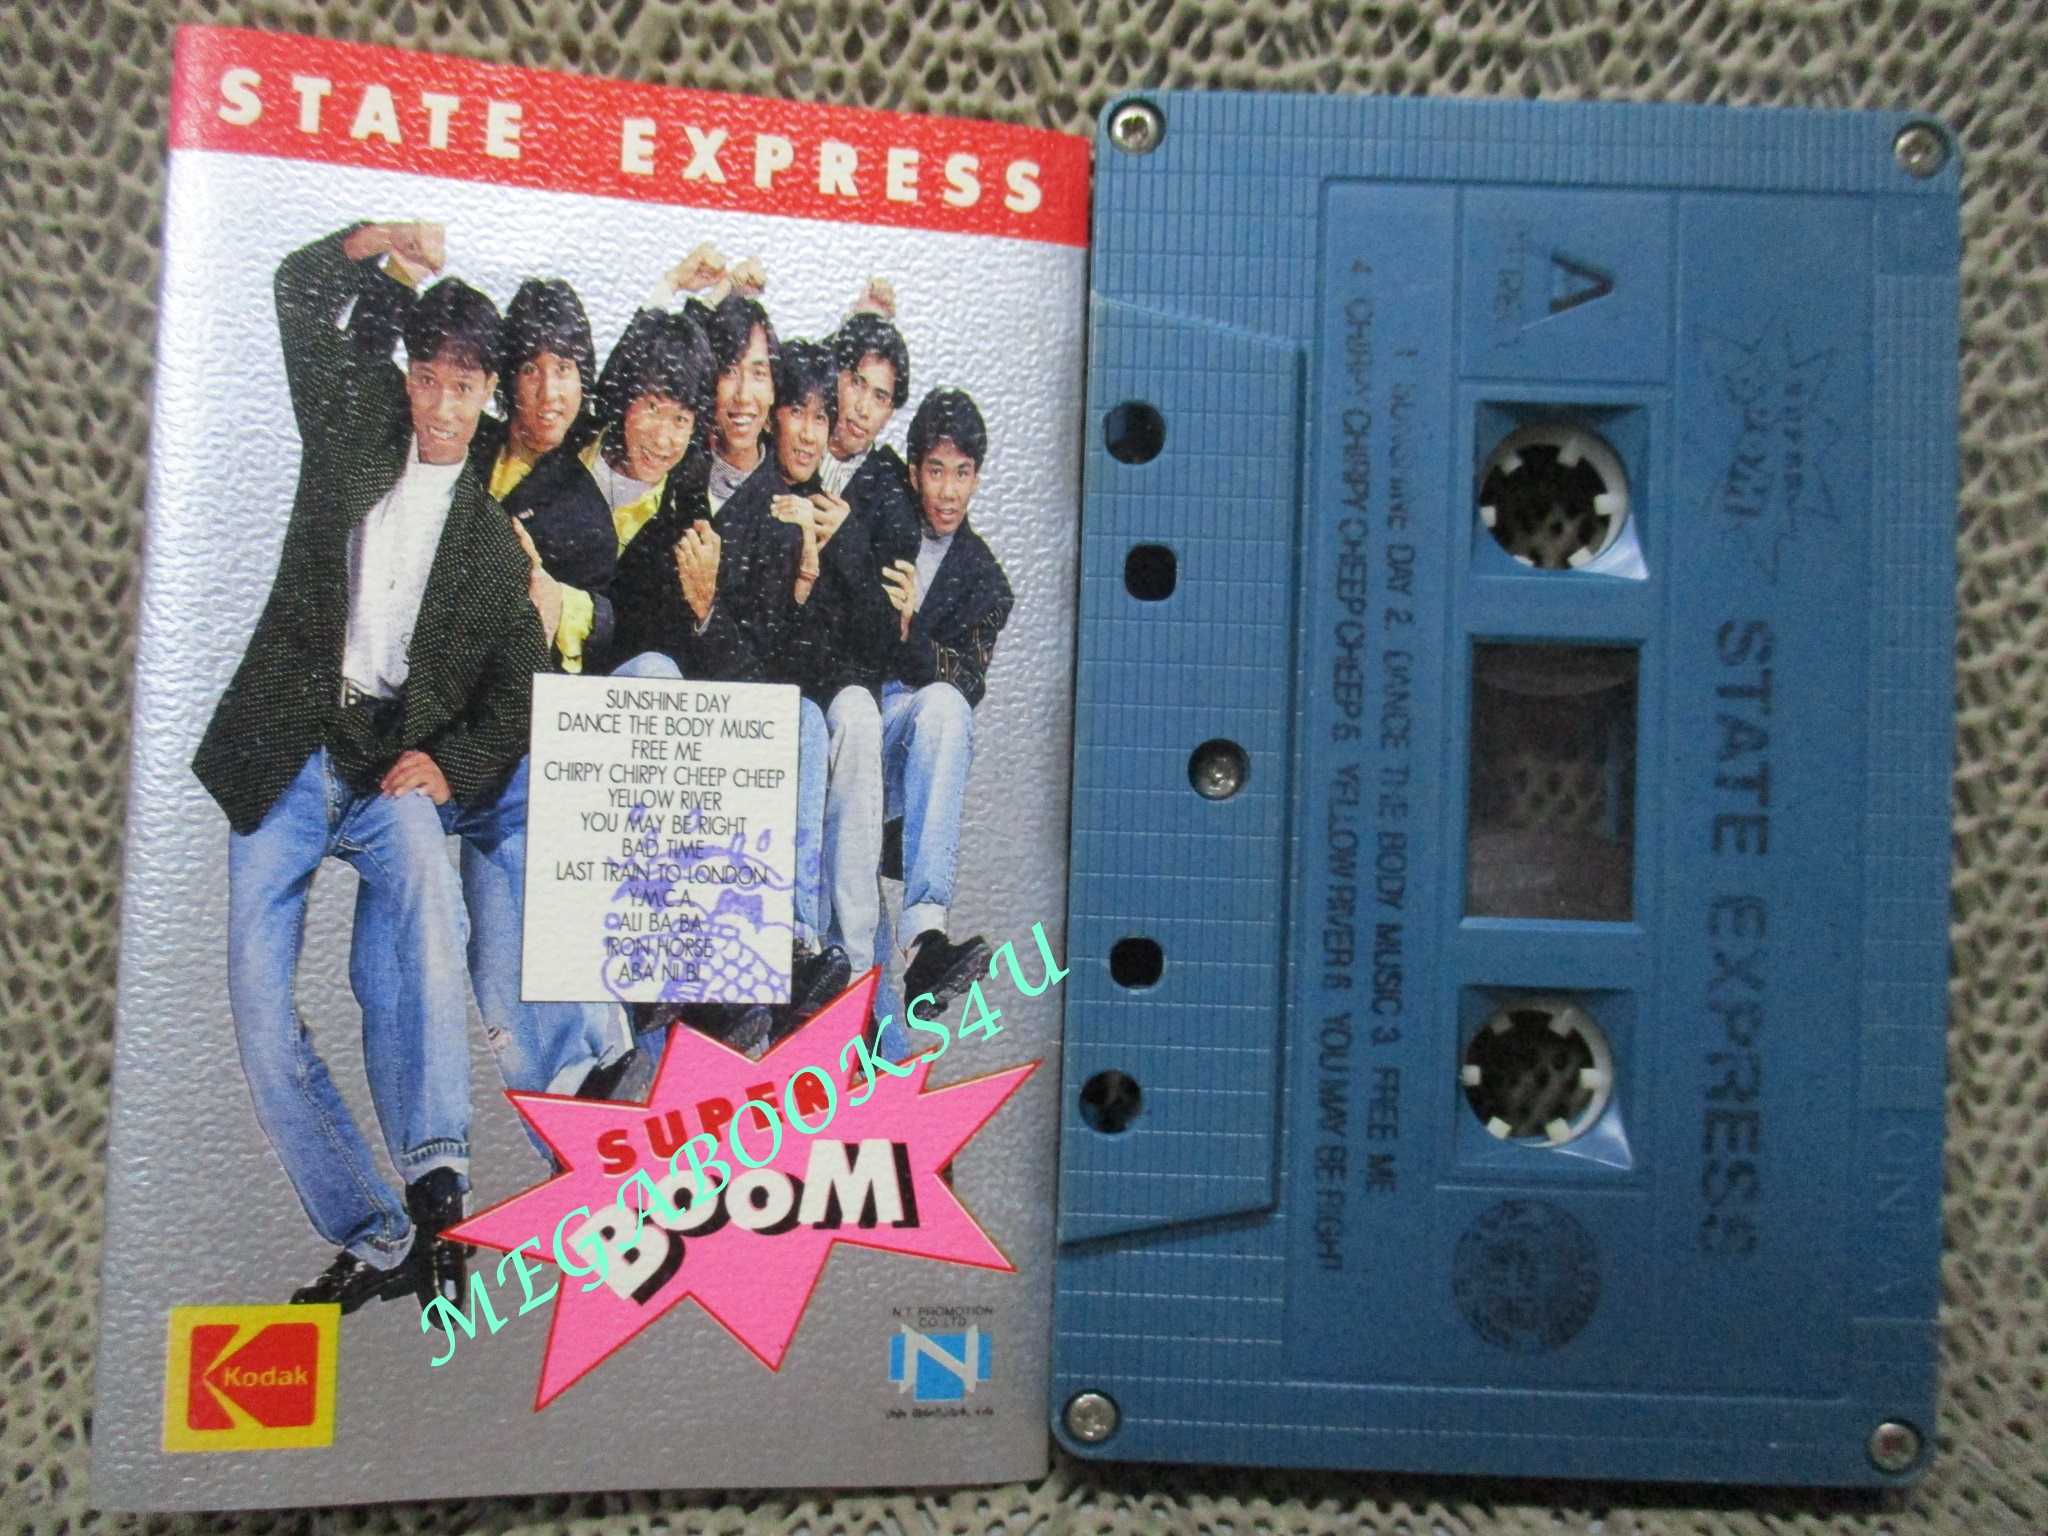 STATE EXPRESS
SUNSHINE DAY
DANCE THE BODY MUSIC
FREE ME
CHIRPY CHIRPY CHEEP CHEEP
YELLOW RIVER
YOU MAY BE RIGHT
BAD TIME
LAST TRAIN TO LONDON
Y.M.C.A.
ALI BA BA
IRON HORSE
ABA NI BI
SUPER
BOOM
MEGABOOKS4U
Kodak
N.T. PROMOTION
CO.,LTD.
N
A
STATE EXPRESS
DAY 2. DANCE THE BODY MUSIC 3. FREE ME
4. CHIRPY CHIRPY CHEEP CHEEP 5. YELLOW RIVER 6. YOU MAY BE RIGHT